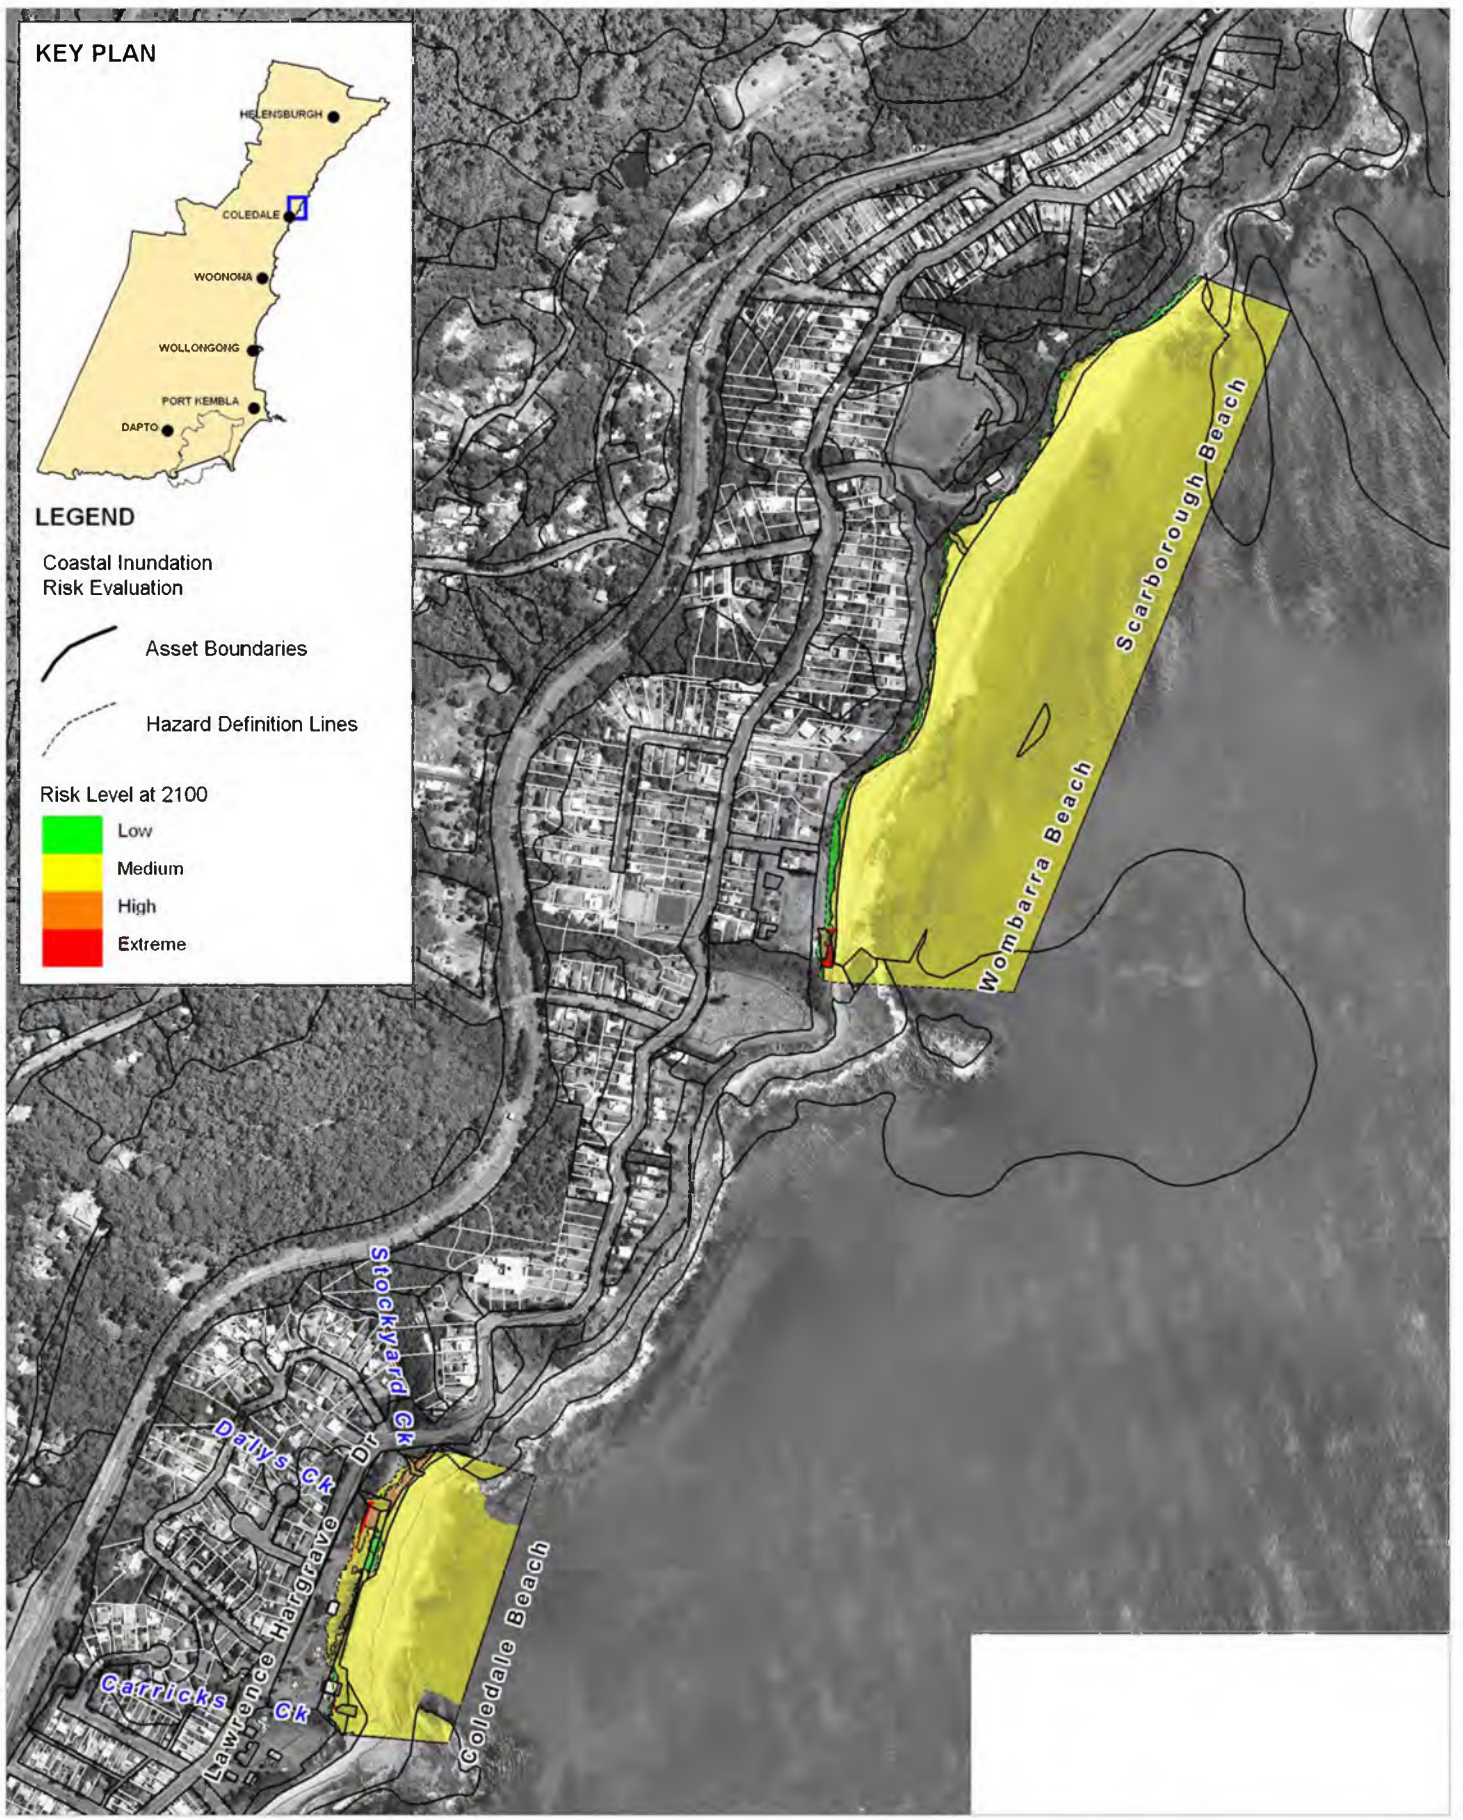 KEY PLAN
HELENSBURGH
COLEDALE
WOONONA
WOLLONGONG
PORT KEMBLA
DAPTO
LEGEND
Coastal Inundation
Risk Evaluation
Asset Boundaries
Hazard Definition Lines
Risk Level at 2100
Low
Medium
High
Extreme
Scarborough Beach
Wombarra Beach
Stockyard Ck
Dalys Ck
Lawrence Hargrave Dr
Carricks Ck
Coledale Beach